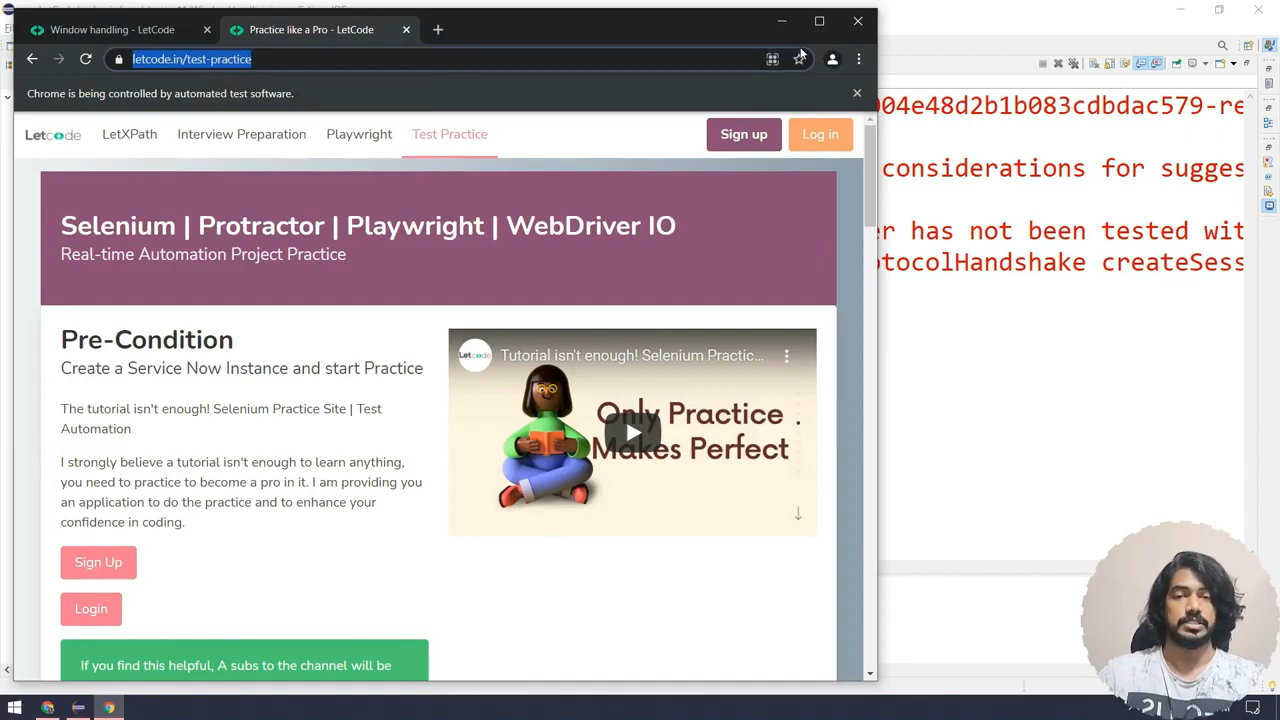 Window handling - LetCode
Practice like a Pro - LetCode
letcode.in/test-practice
Chrome is being controlled by automated test software.
Letcode
LetXPath
Interview Preparation
Playwright
Test Practice
Sign up
Log in
Selenium | Protractor | Playwright | WebDriver IO
Real-time Automation Project Practice
Pre-Condition
Create a Service Now Instance and start Practice
The tutorial isn't enough! Selenium Practice Site | Test
Automation
I strongly believe a tutorial isn't enough to learn anything,
you need to practice to become a pro in it. I am providing you
an application to do the practice and to enhance your
confidence in coding.
Sign Up
Login
If you find this helpful, A subs to the channel will be
Letcode
Tutorial isn't enough! Selenium Practic...
Only Practice
Makes Perfect
04e48d2b1b083cdbdac579-re
considerations for sugges
er has not been tested wit
otocolHandshake createSess